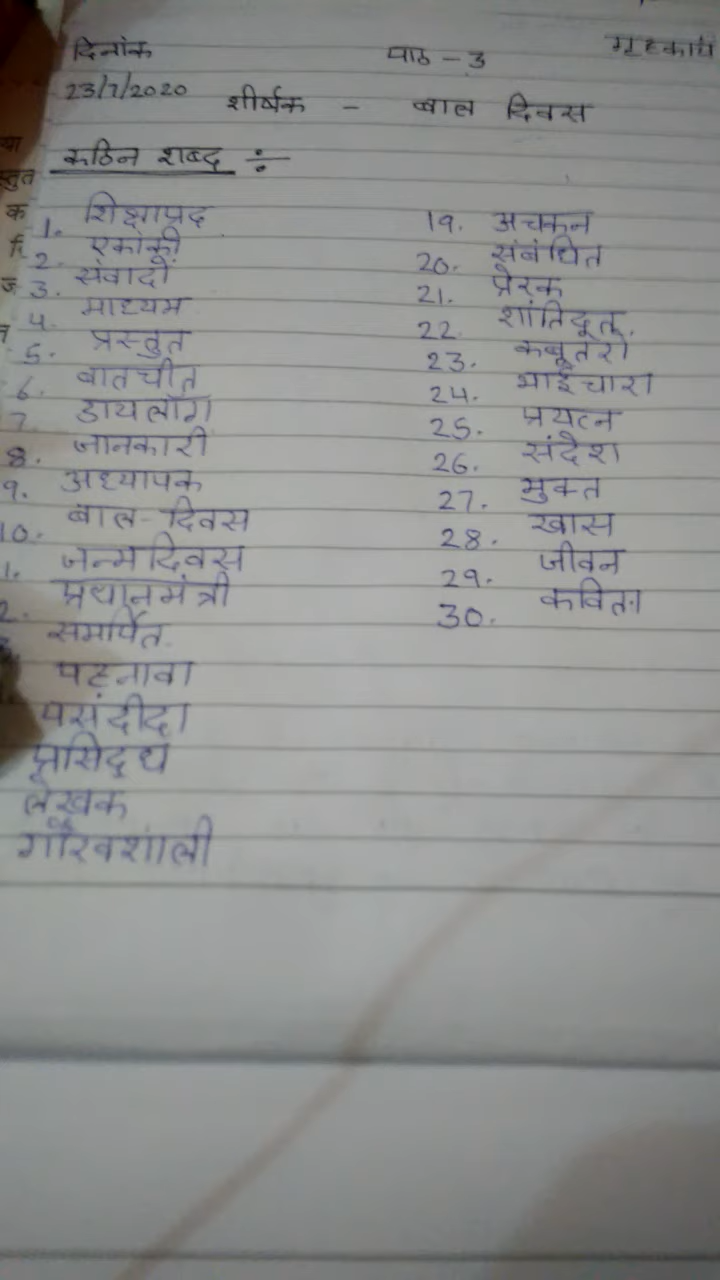 दिनांक पाठ - 3 गृहकार्य
23/7/2020 शीर्षक - बाल दिवस
कठिन शब्द ÷
1. शिक्षाप्रद
2. एकांकी
3. संवादों
4. माध्यम
5. प्रस्तुत
6. बातचीत
7. डायलॉग
8. जानकारी
9. अध्यापक
10. बाल-दिवस
1. जन्मदिवस
2. प्रधानमंत्री
समर्पित
पहनावा
पसंदीदा
प्रसिद्ध
लेखक
गौरवशाली
19. अचकन
20. संबंधित
21. प्रेरक
22. शांतिदूत
23. कबूतरों
24. भाईचारा
25. प्रयत्न
26. संदेश
27. मुक्त
28. खास
29. जीवन
30. कविता